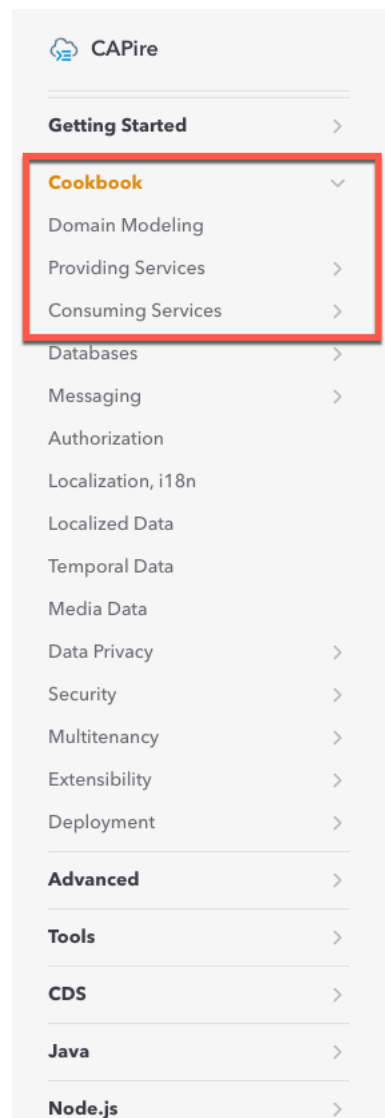 CAPire
Getting Started
Cookbook
Domain Modeling
Providing Services
Consuming Services
Databases
Messaging
Authorization
Localization, i18n
Localized Data
Temporal Data
Media Data
Data Privacy
Security
Multitenancy
Extensibility
Deployment
Advanced
Tools
CDS
Java
Node.js